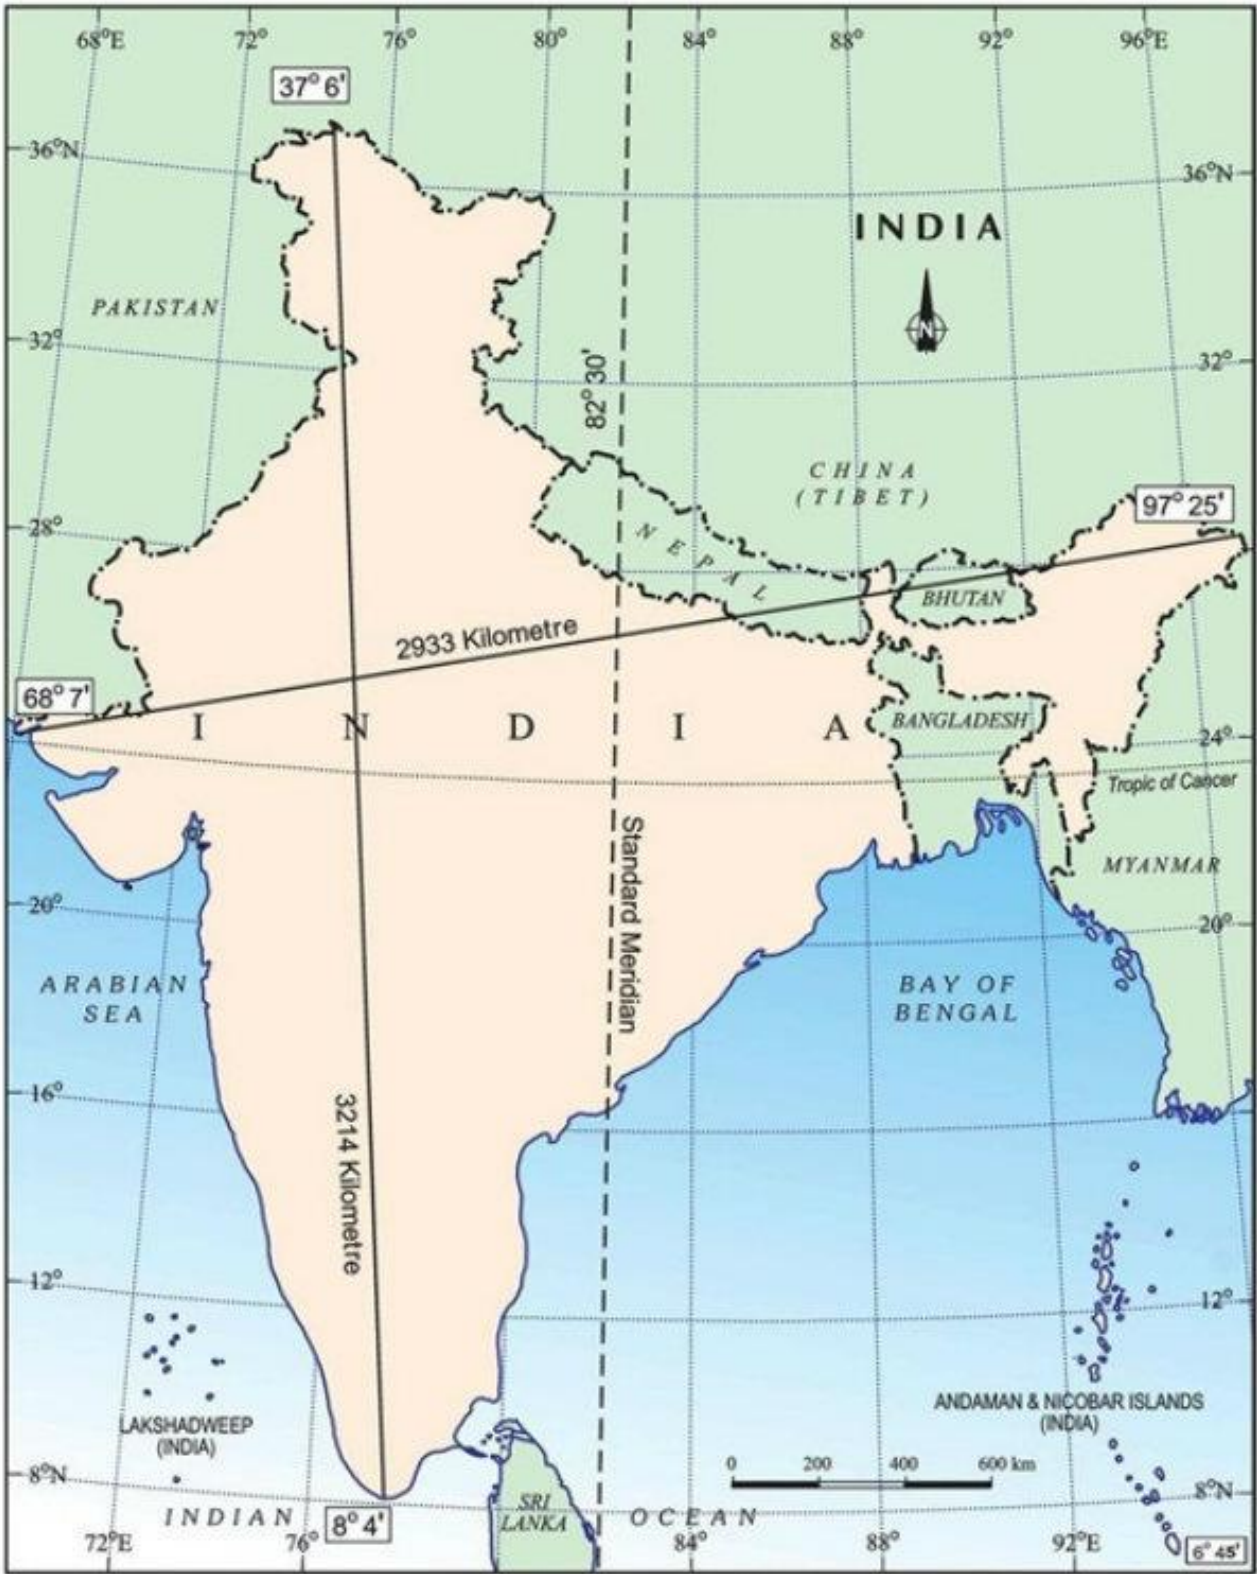 68°E 72° 76° 80° 84° 88° 92° 96°E
37° 6'
36°N
36°N
INDIA
N
PAKISTAN
32°
32°
82° 30'
CHINA
(TIBET)
97° 25'
28°
NEPAL
BHUTAN
2933 Kilometre
68° 7'
I N D I A
BANGLADESH
24°
Tropic of Cancer
Standard Meridian
MYANMAR
20°
20°
ARABIAN
SEA
BAY OF
BENGAL
16°
3214 Kilometre
12°
12°
LAKSHADWEEP
(INDIA)
ANDAMAN & NICOBAR ISLANDS
(INDIA)
0 200 400 600 km
8°N
8°N
SRI
LANKA
INDIAN OCEAN
8° 4'
72°E 76° 84° 88° 92°E
6° 45'